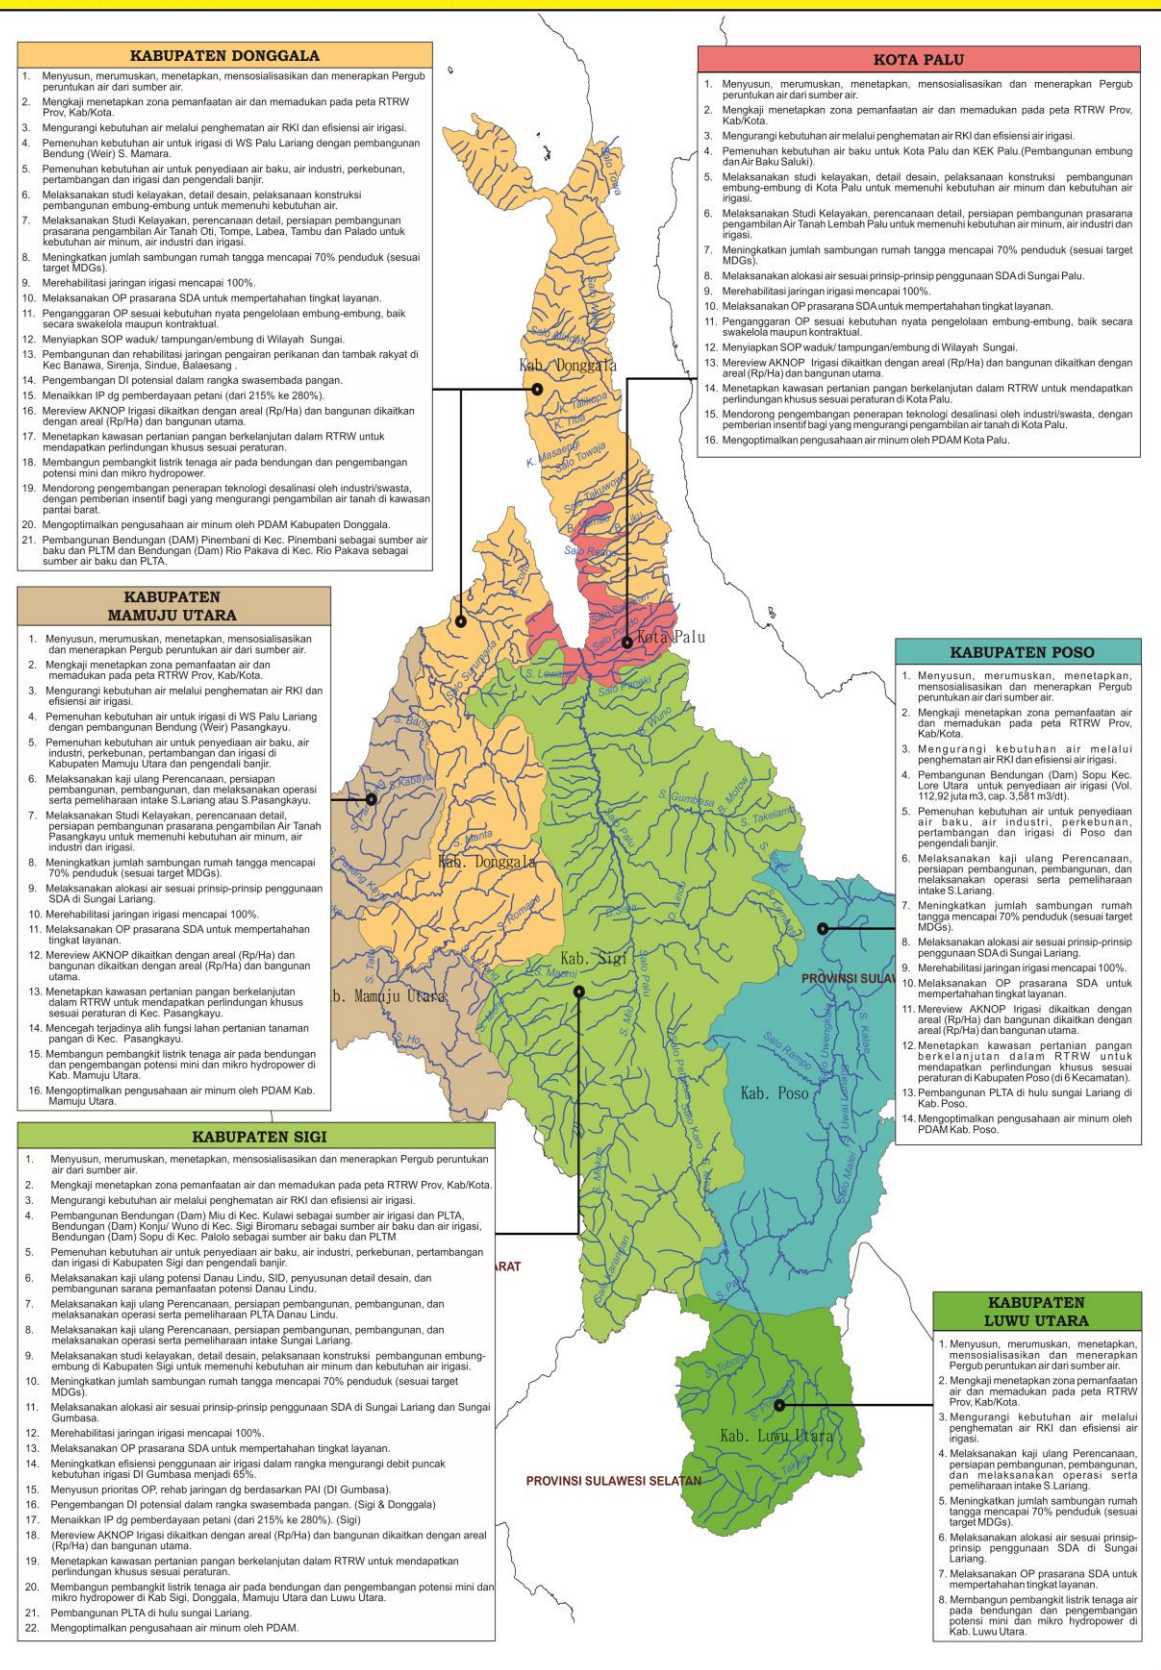 KABUPATEN DONGGALA
1. Menyusun, merumuskan, menetapkan, mensosialisasikan dan menerapkan Pergub
peruntukan air dari sumber air.
2. Mengkaji menetapkan zona pemanfaatan air dan memadukan pada peta RTRW
Prov, Kab/Kota.
3. Mengurangi kebutuhan air melalui penghematan air RKI dan efisiensi air irigasi.
4. Pemenuhan kebutuhan air untuk irigasi di WS Palu Lariang dengan pembangunan
Bendung (Weir) S. Mamara.
5. Pemenuhan kebutuhan air untuk penyediaan air baku, air industri, perkebunan,
pertambangan dan irigasi dan pengendali banjir.
6. Melaksanakan studi kelayakan, detail desain, pelaksanaan konstruksi
pembangunan embung-embung untuk memenuhi kebutuhan air.
7. Melaksanakan Studi Kelayakan, perencanaan detail, persiapan pembangunan
prasarana pengambilan Air Tanah Oti, Tompe, Labea, Tambu dan Palado untuk
kebutuhan air minum, air industri dan irigasi.
8. Meningkatkan jumlah sambungan rumah tangga mencapai 70% penduduk (sesuai
target MDGs).
9. Merehabilitasi jaringan irigasi mencapai 100%.
10. Melaksanakan OP prasarana SDA untuk mempertahahan tingkat layanan.
11. Penganggaran OP sesuai kebutuhan nyata pengelolaan embung-embung, baik
secara swakelola maupun kontraktual.
12. Menyiapkan SOP waduk/ tampungan/embung di Wilayah Sungai.
13. Pembangunan dan rehabilitasi jaringan pengairan perikanan dan tambak rakyat di
Kec Banawa, Sirenja, Sindue, Balaesang .
14. Pengembangan DI potensial dalam rangka swasembada pangan.
15. Menaikkan IP dg pemberdayaan petani (dari 215% ke 280%).
16. Mereview AKNOP Irigasi dikaitkan dengan areal (Rp/Ha) dan bangunan dikaitkan
dengan areal (Rp/Ha) dan bangunan utama.
17. Menetapkan kawasan pertanian pangan berkelanjutan dalam RTRW untuk
mendapatkan perlindungan khusus sesuai peraturan.
18. Membangun pembangkit listrik tenaga air pada bendungan dan pengembangan
potensi mini dan mikro hydropower.
19. Mendorong pengembangan penerapan teknologi desalinasi oleh industri/swasta,
dengan pemberian insentif bagi yang mengurangi pengambilan air tanah di kawasan
pantai barat.
20. Mengoptimalkan pengusahaan air minum oleh PDAM Kabupaten Donggala.
21. Pembangunan Bendungan (DAM) Pinembani di Kec. Pinembani sebagai sumber air
baku dan PLTM dan Bendungan (Dam) Rio Pakava di Kec. Rio Pakava sebagai
sumber air baku dan PLTA.
KOTA PALU
1. Menyusun, merumuskan, menetapkan, mensosialisasikan dan menerapkan Pergub
peruntukan air dari sumber air.
2. Mengkaji menetapkan zona pemanfaatan air dan memadukan pada peta RTRW Prov,
Kab/Kota.
3. Mengurangi kebutuhan air melalui penghematan air RKI dan efisiensi air irigasi.
4. Pemenuhan kebutuhan air baku untuk Kota Palu dan KEK Palu.(Pembangunan embung
dan Air Baku Saluki).
5. Melaksanakan studi kelayakan, detail desain, pelaksanaan konstruksi pembangunan
embung-embung di Kota Palu untuk memenuhi kebutuhan air minum dan kebutuhan air
irigasi.
6. Melaksanakan Studi Kelayakan, perencanaan detail, persiapan pembangunan prasarana
pengambilan Air Tanah Lembah Palu untuk memenuhi kebutuhan air minum, air industri dan
irigasi.
7. Meningkatkan jumlah sambungan rumah tangga mencapai 70% penduduk (sesuai target
MDGs).
8. Melaksanakan alokasi air sesuai prinsip-prinsip penggunaan SDA di Sungai Palu.
9. Merehabilitasi jaringan irigasi mencapai 100%.
10. Melaksanakan OP prasarana SDA untuk mempertahahan tingkat layanan.
11. Penganggaran OP sesuai kebutuhan nyata pengelolaan embung-embung, baik secara
swakelola maupun kontraktual.
12. Menyiapkan SOP waduk/ tampungan/embung di Wilayah Sungai.
13. Mereview AKNOP Irigasi dikaitkan dengan areal (Rp/Ha) dan bangunan dikaitkan dengan
areal (Rp/Ha) dan bangunan utama.
14. Menetapkan kawasan pertanian pangan berkelanjutan dalam RTRW untuk mendapatkan
perlindungan khusus sesuai peraturan di Kota Palu.
15. Mendorong pengembangan penerapan teknologi desalinasi oleh industri/swasta, dengan
pemberian insentif bagi yang mengurangi pengambilan air tanah di Kota Palu.
16. Mengoptimalkan pengusahaan air minum oleh PDAM Kota Palu.
Salo Towa
Kab. Donggala
K. Talikopa
K. Tiba
K. Masaengi
Salo Towaja
Salo Takuwowo
Kota Palu
Salo Pondo
KABUPATEN
MAMUJU UTARA
1. Menyusun, merumuskan, menetapkan, mensosialisasikan
dan menerapkan Pergub peruntukan air dari sumber air.
2. Mengkaji menetapkan zona pemanfaatan air dan
memadukan pada peta RTRW Prov, Kab/Kota.
3. Mengurangi kebutuhan air melalui penghematan air RKI dan
efisiensi air irigasi.
4. Pemenuhan kebutuhan air untuk irigasi di WS Palu Lariang
dengan pembangunan Bendung (Weir) Pasangkayu.
5. Pemenuhan kebutuhan air untuk penyediaan air baku, air
industri, perkebunan, pertambangan dan irigasi di
Kabupaten Mamuju Utara dan pengendali banjir.
6. Melaksanakan kaji ulang Perencanaan, persiapan
pembangunan, pembangunan, dan melaksanakan operasi
serta pemeliharaan intake S.Lariang atau S.Pasangkayu.
7. Melaksanakan Studi Kelayakan, perencanaan detail,
persiapan pembangunan prasarana pengambilan Air Tanah
Pasangkayu untuk memenuhi kebutuhan air minum, air
industri dan irigasi.
8. Meningkatkan jumlah sambungan rumah tangga mencapai
70% penduduk (sesuai target MDGs).
9. Melaksanakan alokasi air sesuai prinsip-prinsip penggunaan
SDA di Sungai Lariang.
10. Merehabilitasi jaringan irigasi mencapai 100%.
11. Melaksanakan OP prasarana SDA untuk mempertahahan
tingkat layanan.
12. Mereview AKNOP dikaitkan dengan areal (Rp/Ha) dan
bangunan dikaitkan dengan areal (Rp/Ha) dan bangunan
utama.
13. Menetapkan kawasan pertanian pangan berkelanjutan
dalam RTRW untuk mendapatkan perlindungan khusus
sesuai peraturan di Kec. Pasangkayu.
14. Mencegah terjadinya alih fungsi lahan pertanian tanaman
pangan di Kec. Pasangkayu.
15. Membangun pembangkit listrik tenaga air pada bendungan
dan pengembangan potensi mini dan mikro hydropower di
Kab. Mamuju Utara.
16. Mengoptimalkan pengusahaan air minum oleh PDAM Kab.
Mamuju Utara.
Salo Surumana
S. Kabaya
S. Wuno
S. Gumbasa
S. Takelemb
Salo Palu
S. Manta
Kab. Donggala
S. Sopu
Kab. Sigi
b. Mamuju Utara
S. Ho
S. Miu
KABUPATEN POSO
1. Menyusun, merumuskan, menetapkan,
mensosialisasikan dan menerapkan Pergub
peruntukan air dari sumber air.
2. Mengkaji menetapkan zona pemanfaatan air
dan memadukan pada peta RTRW Prov,
Kab/Kota.
3. Mengurangi kebutuhan air melalui
penghematan air RKI dan efisiensi air irigasi.
4. Pembangunan Bendungan (Dam) Sopu Kec.
Lore Utara untuk penyediaan air irigasi (Vol.
112,92 juta m3, cap. 3,581 m3/dt).
5. Pemenuhan kebutuhan air untuk penyediaan
air baku, air industri, perkebunan,
pertambangan dan irigasi di Poso dan
pengendali banjir.
6. Melaksanakan kaji ulang Perencanaan,
persiapan pembangunan, pembangunan, dan
melaksanakan operasi serta pemeliharaan
intake S.Lariang.
7. Meningkatkan jumlah sambungan rumah
tangga mencapai 70% penduduk (sesuai target
MDGs).
8. Melaksanakan alokasi air sesuai prinsip-prinsip
penggunaan SDA di Sungai Lariang.
9. Merehabilitasi jaringan irigasi mencapai 100%.
10. Melaksanakan OP prasarana SDA untuk
mempertahahan tingkat layanan.
11. Mereview AKNOP Irigasi dikaitkan dengan
areal (Rp/Ha) dan bangunan dikaitkan dengan
areal (Rp/Ha) dan bangunan utama.
12. Menetapkan kawasan pertanian pangan
berkelanjutan dalam RTRW untuk
mendapatkan perlindungan khusus sesuai
peraturan di Kabupaten Poso (di 6 Kecamatan).
13. Pembangunan PLTA di hulu sungai Lariang di
Kab. Poso.
14. Mengoptimalkan pengusahaan air minum oleh
PDAM Kab. Poso.
PROVINSI SULAW
Salo Rampo
S. Kalae
Kab. Poso
Salo Malei
KABUPATEN SIGI
1. Menyusun, merumuskan, menetapkan, mensosialisasikan dan menerapkan Pergub peruntukan
air dari sumber air.
2. Mengkaji menetapkan zona pemanfaatan air dan memadukan pada peta RTRW Prov, Kab/Kota.
3. Mengurangi kebutuhan air melalui penghematan air RKI dan efisiensi air irigasi.
4. Pembangunan Bendungan (Dam) Miu di Kec. Kulawi sebagai sumber air irigasi dan PLTA,
Bendungan (Dam) Konju/ Wuno di Kec. Sigi Biromaru sebagai sumber air baku dan air irigasi,
Bendungan (Dam) Sopu di Kec. Palolo sebagai sumber air baku dan PLTM
5. Pemenuhan kebutuhan air untuk penyediaan air baku, air industri, perkebunan, pertambangan
dan irigasi di Kabupaten Sigi dan pengendali banjir.
6. Melaksanakan kaji ulang potensi Danau Lindu, SID, penyusunan detail desain, dan
pembangunan sarana pemanfaatan potensi Danau Lindu.
7. Melaksanakan kaji ulang Perencanaan, persiapan pembangunan, pembangunan, dan
melaksanakan operasi serta pemeliharaan PLTA Danau Lindu.
8. Melaksanakan kaji ulang Perencanaan, persiapan pembangunan, pembangunan, dan
melaksanakan operasi serta pemeliharaan intake Sungai Lariang.
9. Melaksanakan studi kelayakan, detail desain, pelaksanaan konstruksi pembangunan embung-
embung di Kabupaten Sigi untuk memenuhi kebutuhan air minum dan kebutuhan air irigasi.
10. Meningkatkan jumlah sambungan rumah tangga mencapai 70% penduduk (sesuai target
MDGs).
11. Melaksanakan alokasi air sesuai prinsip-prinsip penggunaan SDA di Sungai Lariang dan Sungai
Gumbasa.
12. Merehabilitasi jaringan irigasi mencapai 100%.
13. Melaksanakan OP prasarana SDA untuk mempertahahan tingkat layanan.
14. Meningkatkan efisiensi penggunaan air irigasi dalam rangka mengurangi debit puncak
kebutuhan irigasi DI Gumbasa menjadi 65%.
15. Menyusun prioritas OP, rehab jaringan dg berdasarkan PAI (DI Gumbasa).
16. Pengembangan DI potensial dalam rangka swasembada pangan. (Sigi & Donggala)
17. Menaikkan IP dg pemberdayaan petani (dari 215% ke 280%). (Sigi)
18. Mereview AKNOP Irigasi dikaitkan dengan areal (Rp/Ha) dan bangunan dikaitkan dengan areal
(Rp/Ha) dan bangunan utama.
19. Menetapkan kawasan pertanian pangan berkelanjutan dalam RTRW untuk mendapatkan
perlindungan khusus sesuai peraturan.
20. Membangun pembangkit listrik tenaga air pada bendungan dan pengembangan potensi mini dan
mikro hydropower di Kab Sigi, Donggala, Mamuju Utara dan Luwu Utara.
21. Pembangunan PLTA di hulu sungai Lariang.
22. Mengoptimalkan pengusahaan air minum oleh PDAM.
ARAT
Salo Karangan
Kab. Luwu Utara
PROVINSI SULAWESI SELATAN
KABUPATEN
LUWU UTARA
1. Menyusun, merumuskan, menetapkan,
mensosialisasikan dan menerapkan
Pergub peruntukan air dari sumber air.
2. Mengkaji menetapkan zona pemanfaatan
air dan memadukan pada peta RTRW
Prov, Kab/Kota.
3. Mengurangi kebutuhan air melalui
penghematan air RKI dan efisiensi air
irigasi.
4. Melaksanakan kaji ulang Perencanaan,
persiapan pembangunan, pembangunan,
dan melaksanakan operasi serta
pemeliharaan intake S.Lariang.
5. Meningkatkan jumlah sambungan rumah
tangga mencapai 70% penduduk (sesuai
target MDGs).
6. Melaksanakan alokasi air sesuai prinsip-
prinsip penggunaan SDA di Sungai
Lariang.
7. Melaksanakan OP prasarana SDA untuk
mempertahahan tingkat layanan.
8. Membangun pembangkit listrik tenaga air
pada bendungan dan pengembangan
potensi mini dan mikro hydropower di
Kab. Luwu Utara.